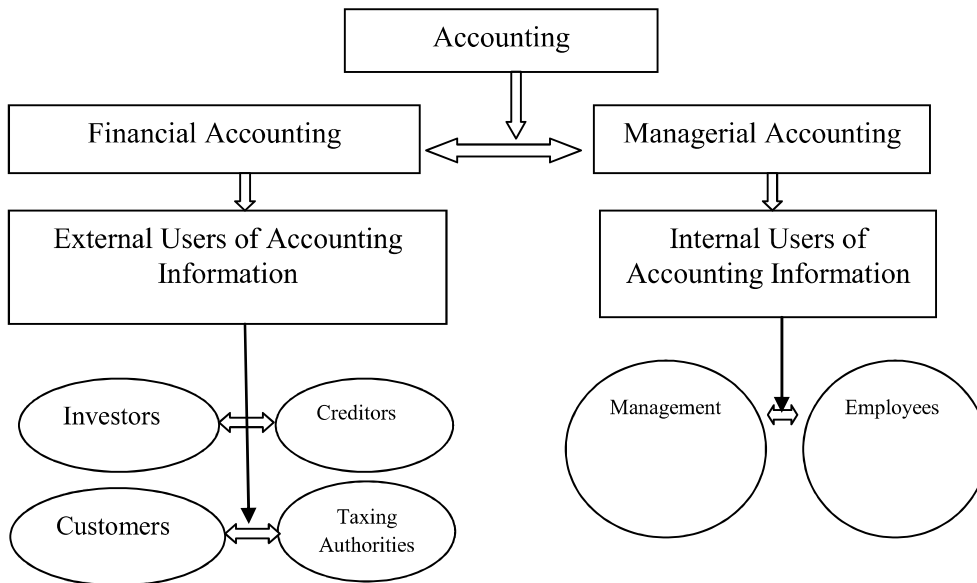 Accounting
Financial Accounting
Managerial Accounting
External Users of Accounting
Information
Internal Users of
Accounting Information
Investors
Creditors
Management
Employees
Customers
Taxing
Authorities